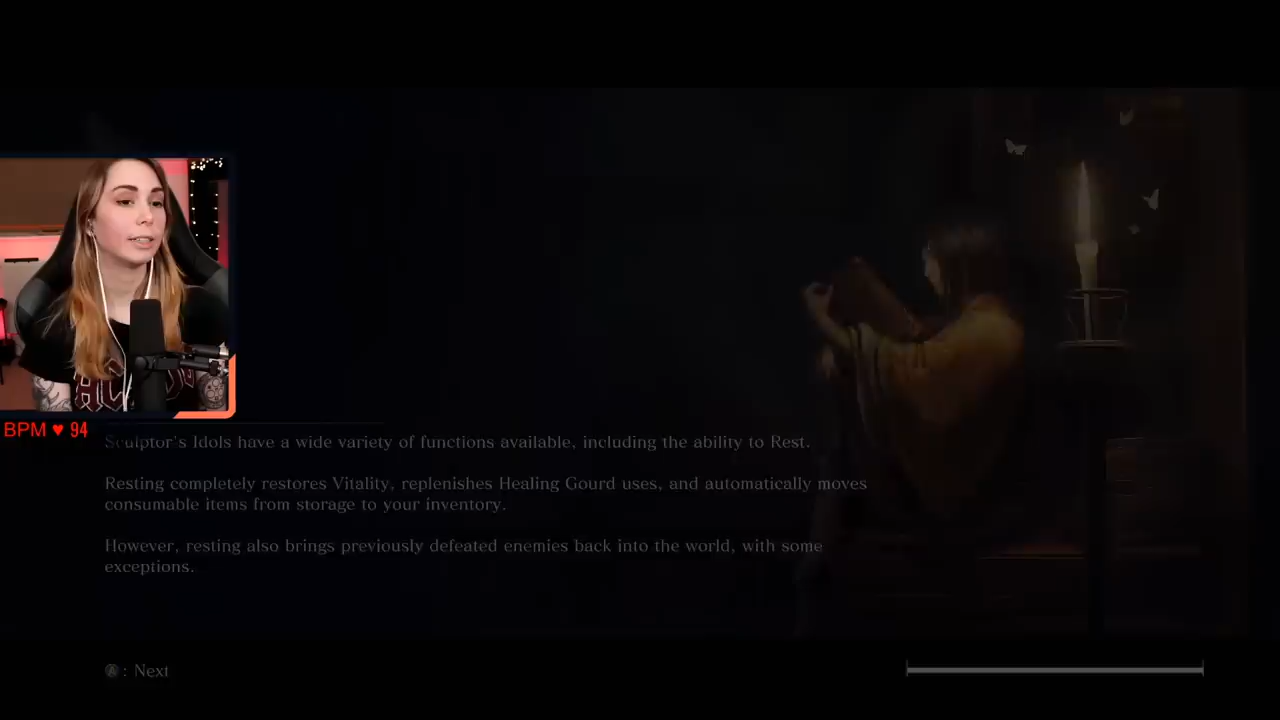 BPM ♥ 94
Sculptor's Idols have a wide variety of functions available, including the ability to Rest.
Resting completely restores Vitality, replenishes Healing Gourd uses, and automatically moves
consumable items from storage to your inventory.
However, resting also brings previously defeated enemies back into the world, with some
exceptions.
A : Next